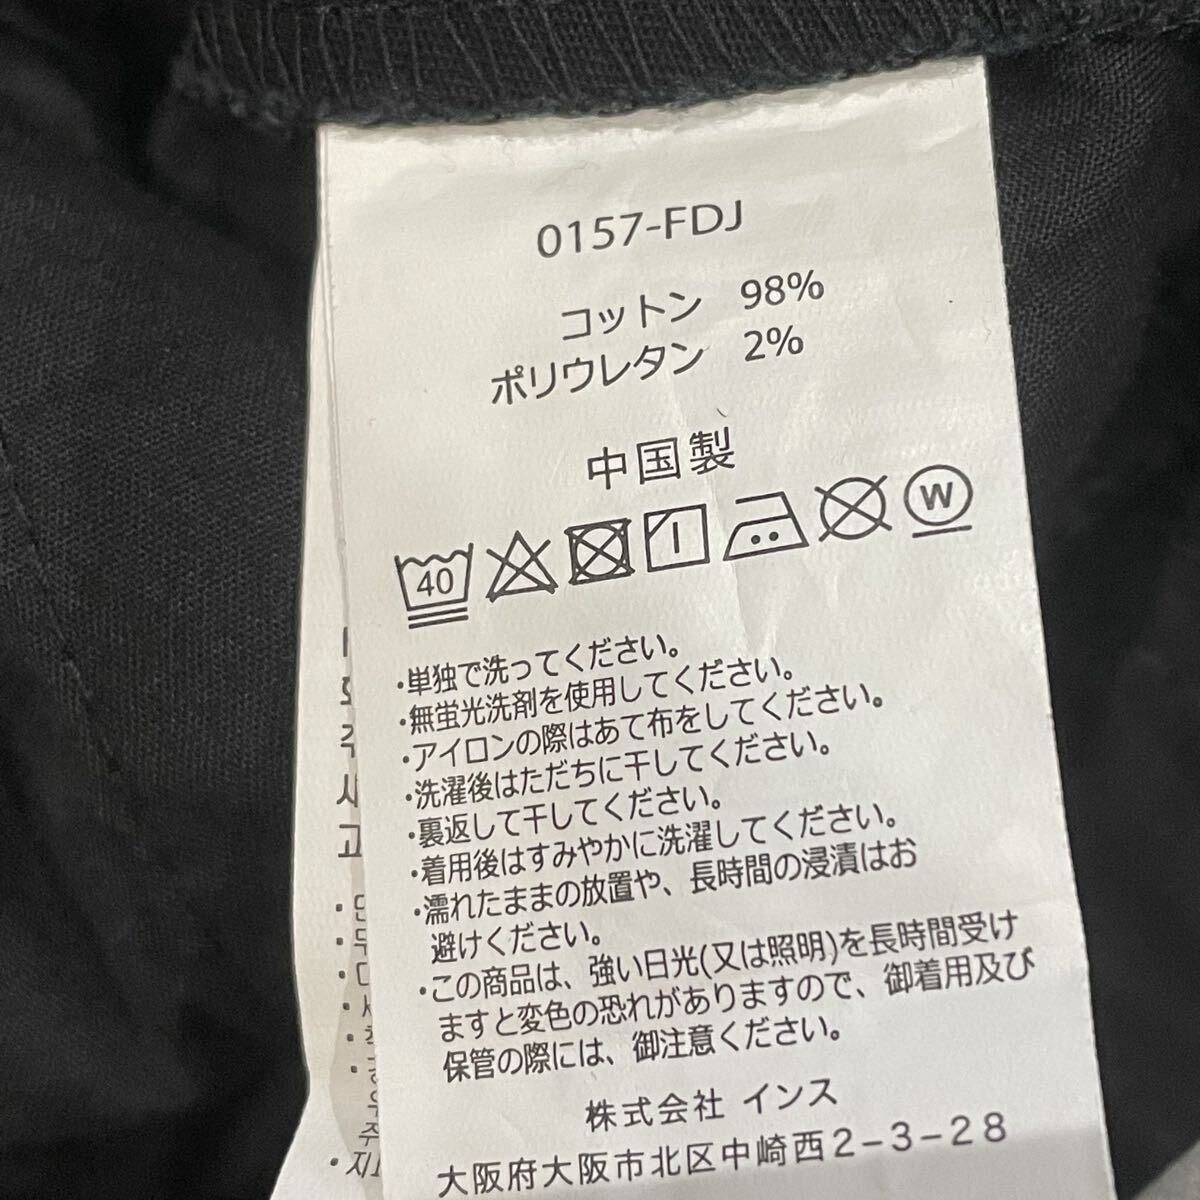 0157-FDJ
コットン 98%
ポリウレタン 2%
中国製
40
W
・単独で洗ってください。
・無蛍光洗剤を使用してください。
・アイロンの際はあて布をしてください。
・洗濯後はただちに干してください。
・裏返して干してください。
・着用後はすみやかに洗濯してください。
・濡れたままの放置や、長時間の浸漬はお
避けください。
・この商品は、強い日光(又は照明)を長時間受け
ますと変色の恐れがありますので、御着用及び
保管の際には、御注意ください。
株式会社 インス
大阪府大阪市北区中崎西2-3-28